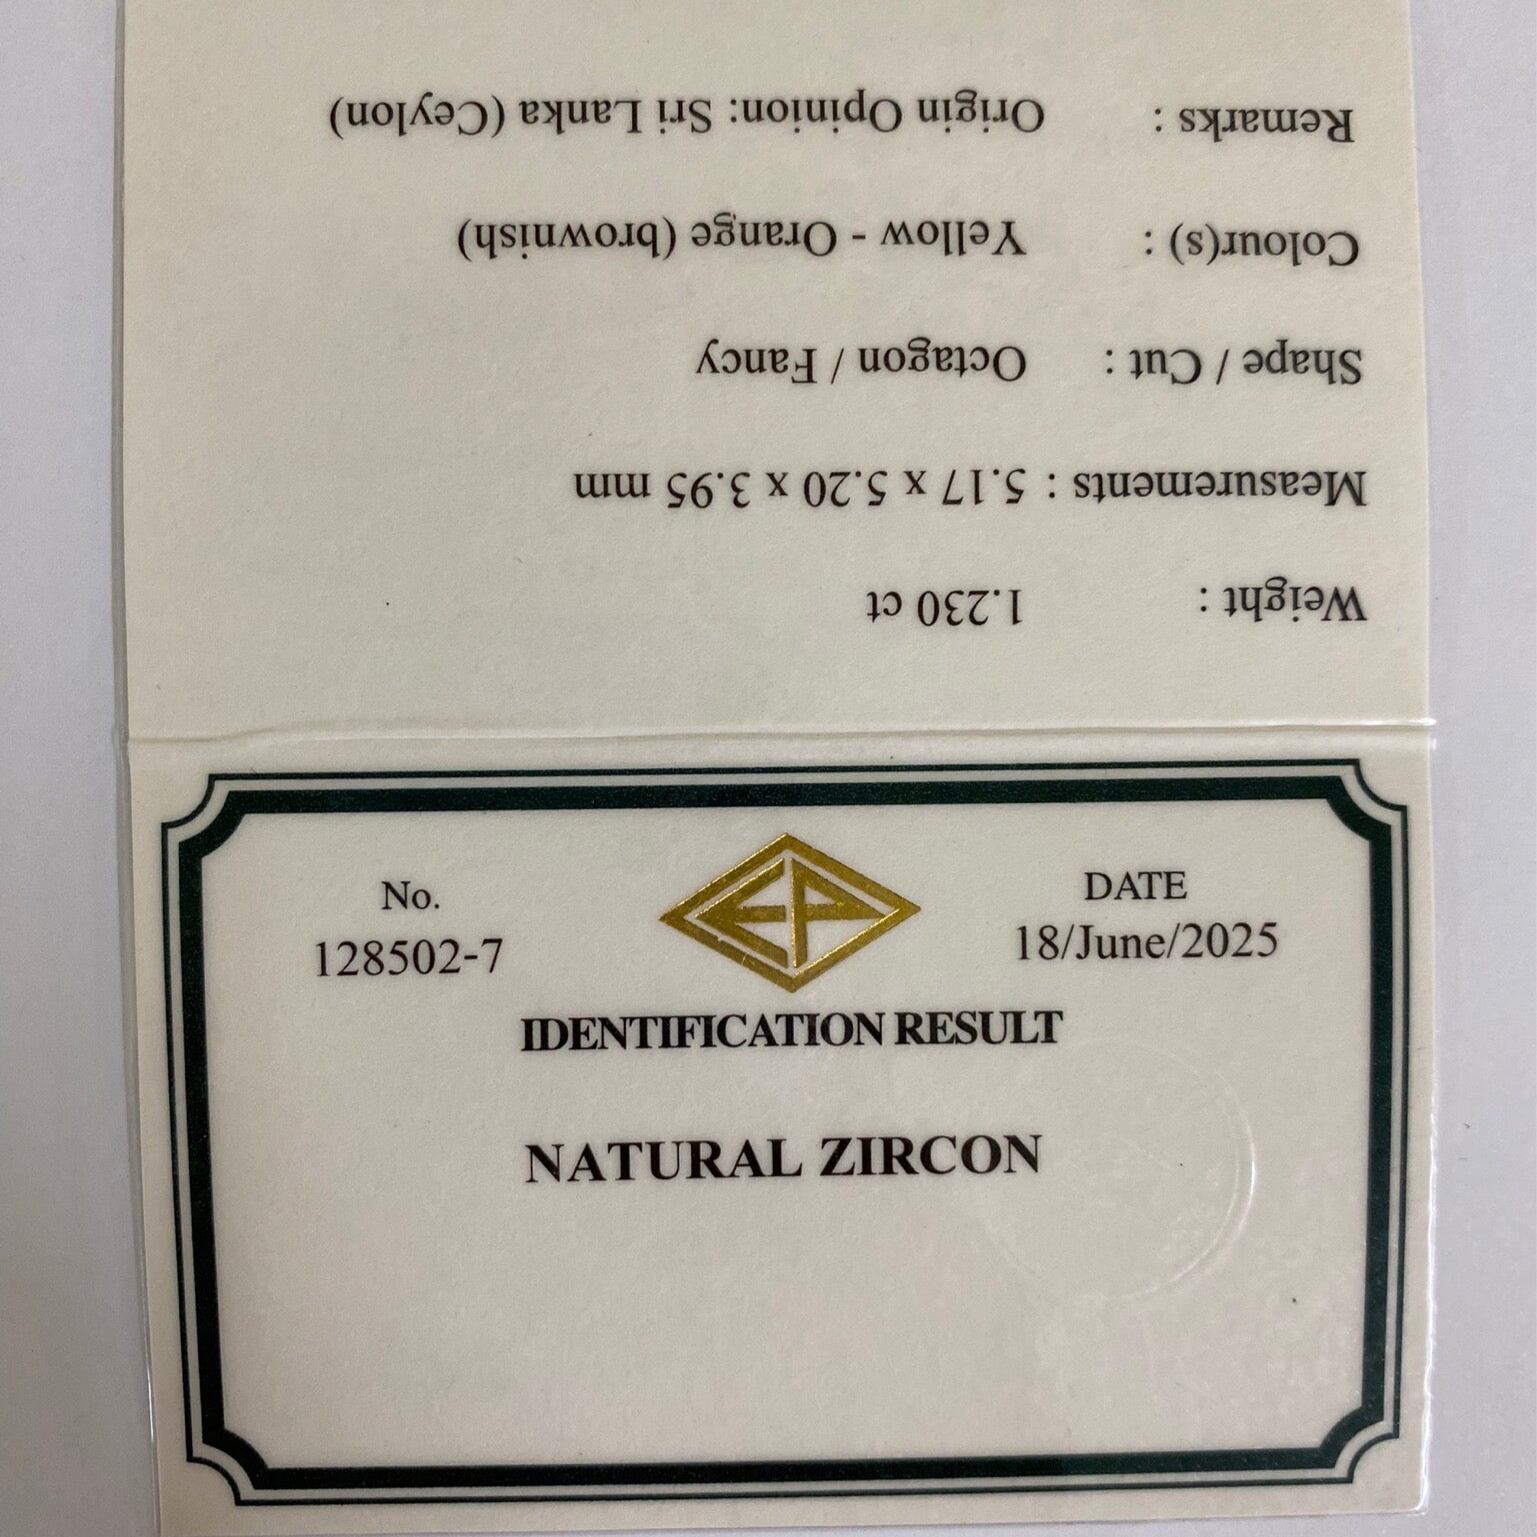 No.
128502-7
EP
DATE
18/June/2025
IDENTIFICATION RESULT
NATURAL ZIRCON
Weight : 1.230 ct
Measurements : 5.17 x 5.20 x 3.95 mm
Shape / Cut : Octagon / Fancy
Colour(s) : Yellow - Orange (brownish)
Remarks : Origin Opinion: Sri Lanka (Ceylon)